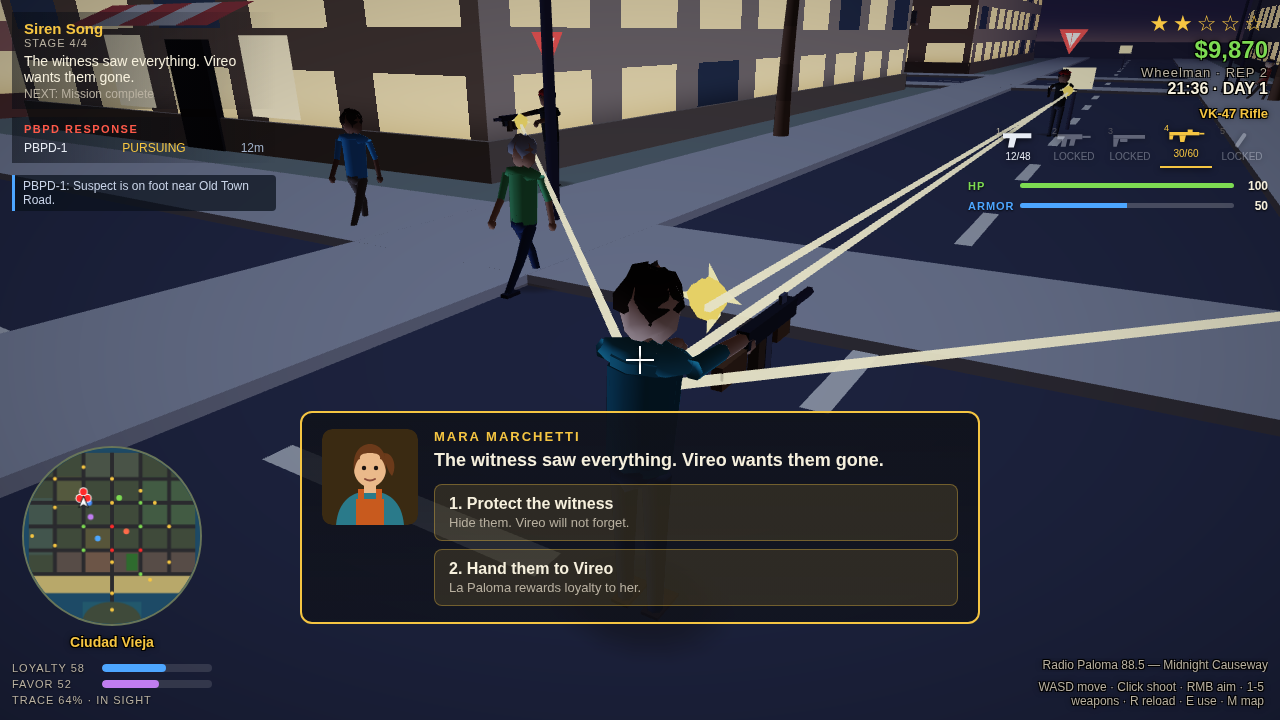 Siren Song
STAGE 4/4
The witness saw everything. Vireo
wants them gone.
NEXT: Mission complete
PBPD RESPONSE
PBPD-1 PURSUING 12m
PBPD-1: Suspect is on foot near Old Town
Road.
★★☆☆☆
$9,870
Wheelman · REP 2
21:36 · DAY 1
VK-47 Rifle
1 2 3 4 5
12/48 LOCKED LOCKED 30/60 LOCKED
HP 100
ARMOR 50
MARA MARCHETTI
The witness saw everything. Vireo wants them gone.
1. Protect the witness
Hide them. Vireo will not forget.
2. Hand them to Vireo
La Paloma rewards loyalty to her.
Ciudad Vieja
LOYALTY 58
FAVOR 52
TRACE 64% · IN SIGHT
Radio Paloma 88.5 — Midnight Causeway
WASD move · Click shoot · RMB aim · 1-5
weapons · R reload · E use · M map